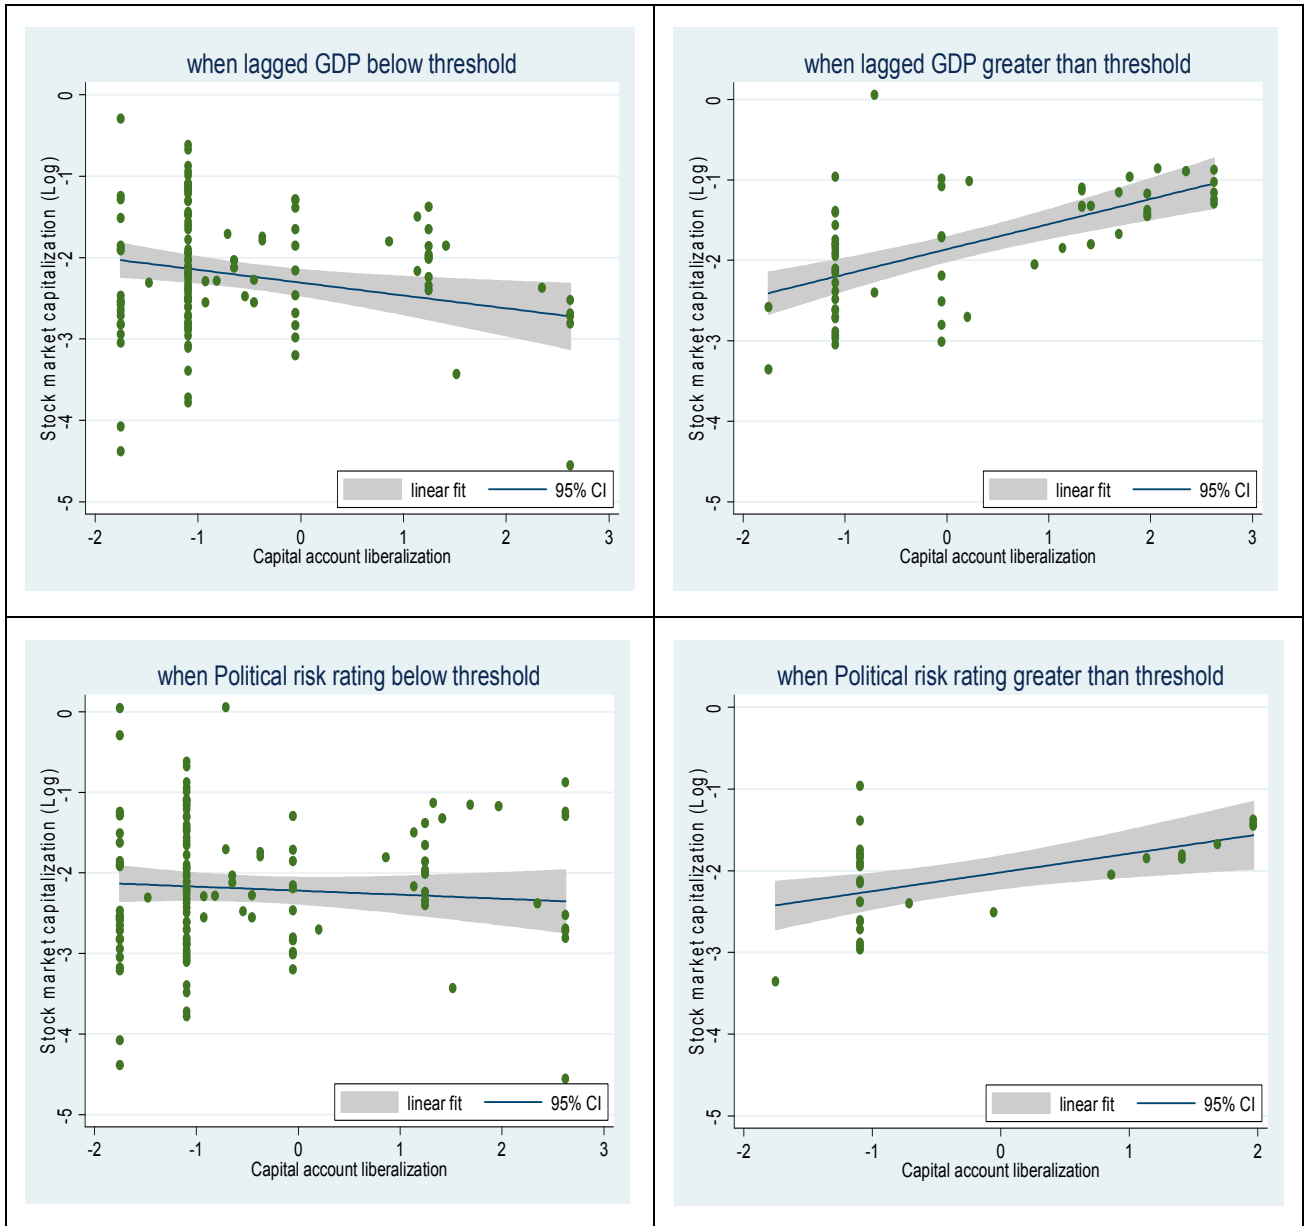 when lagged GDP below threshold
Stock market capitalization (Log)
0
-1
-2
-3
-4
-5
linear fit 95% CI
-2 -1 0 1 2 3
Capital account liberalization
when lagged GDP greater than threshold
Stock market capitalization (Log)
0
-1
-2
-3
-4
-5
linear fit 95% CI
-2 -1 0 1 2 3
Capital account liberalization
when Political risk rating below threshold
Stock market capitalization (Log)
0
-1
-2
-3
-4
-5
linear fit 95% CI
-2 -1 0 1 2 3
Capital account liberalization
when Political risk rating greater than threshold
Stock market capitalization (Log)
0
-1
-2
-3
-4
-5
linear fit 95% CI
-2 -1 0 1 2
Capital account liberalization